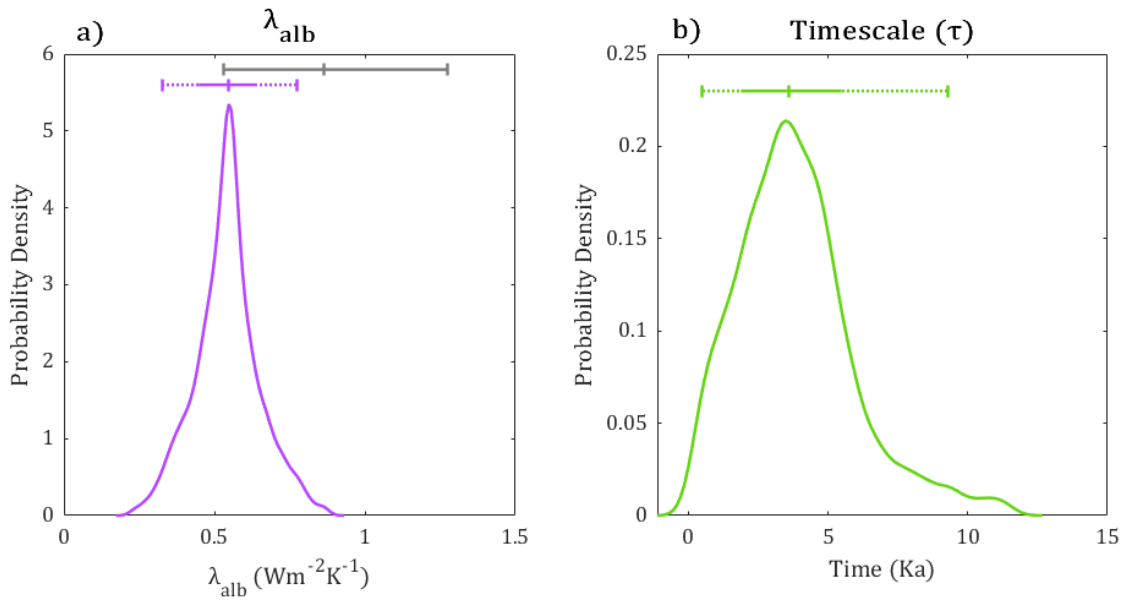 a)
λalb
6
5
4
3
2
1
0
Probability Density
0
0.5
1
1.5
λalb (Wm-2K-1)
b)
Timescale (τ)
0.25
0.2
0.15
0.1
0.05
0
Probability Density
0
5
10
15
Time (Ka)